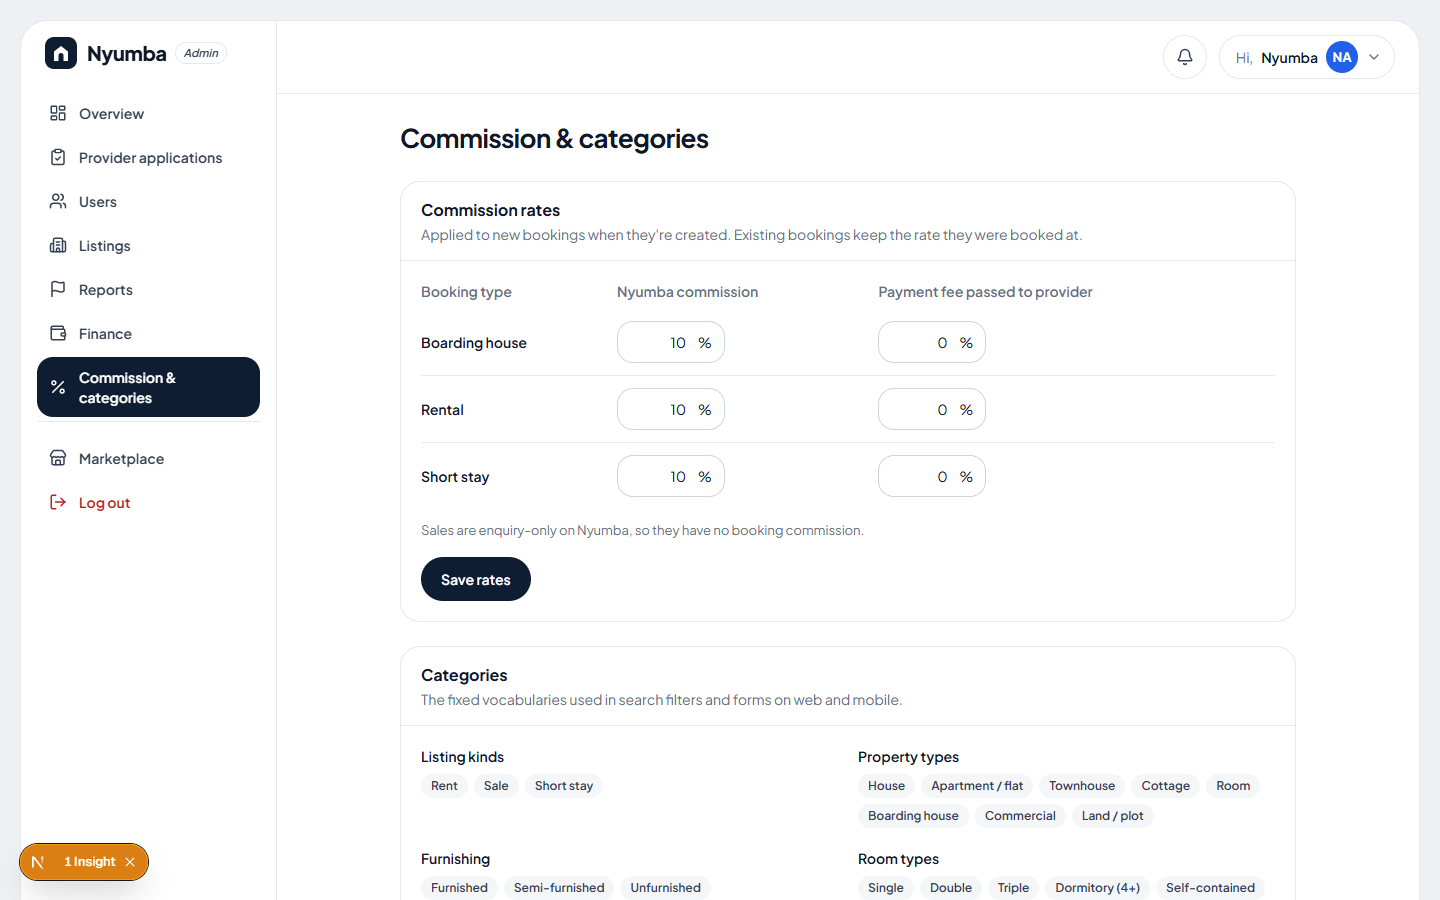 Nyumba Admin
Hi, Nyumba NA
Overview
Provider applications
Users
Listings
Reports
Finance
Commission &
categories
Marketplace
Log out
1 Insight
Commission & categories
Commission rates
Applied to new bookings when they're created. Existing bookings keep the rate they were booked at.
Booking type Nyumba commission Payment fee passed to provider
Boarding house 10 % 0 %
Rental 10 % 0 %
Short stay 10 % 0 %
Sales are enquiry-only on Nyumba, so they have no booking commission.
Save rates
Categories
The fixed vocabularies used in search filters and forms on web and mobile.
Listing kinds
Rent Sale Short stay
Property types
House Apartment / flat Townhouse Cottage Room
Boarding house Commercial Land / plot
Furnishing
Furnished Semi-furnished Unfurnished
Room types
Single Double Triple Dormitory (4+) Self-contained